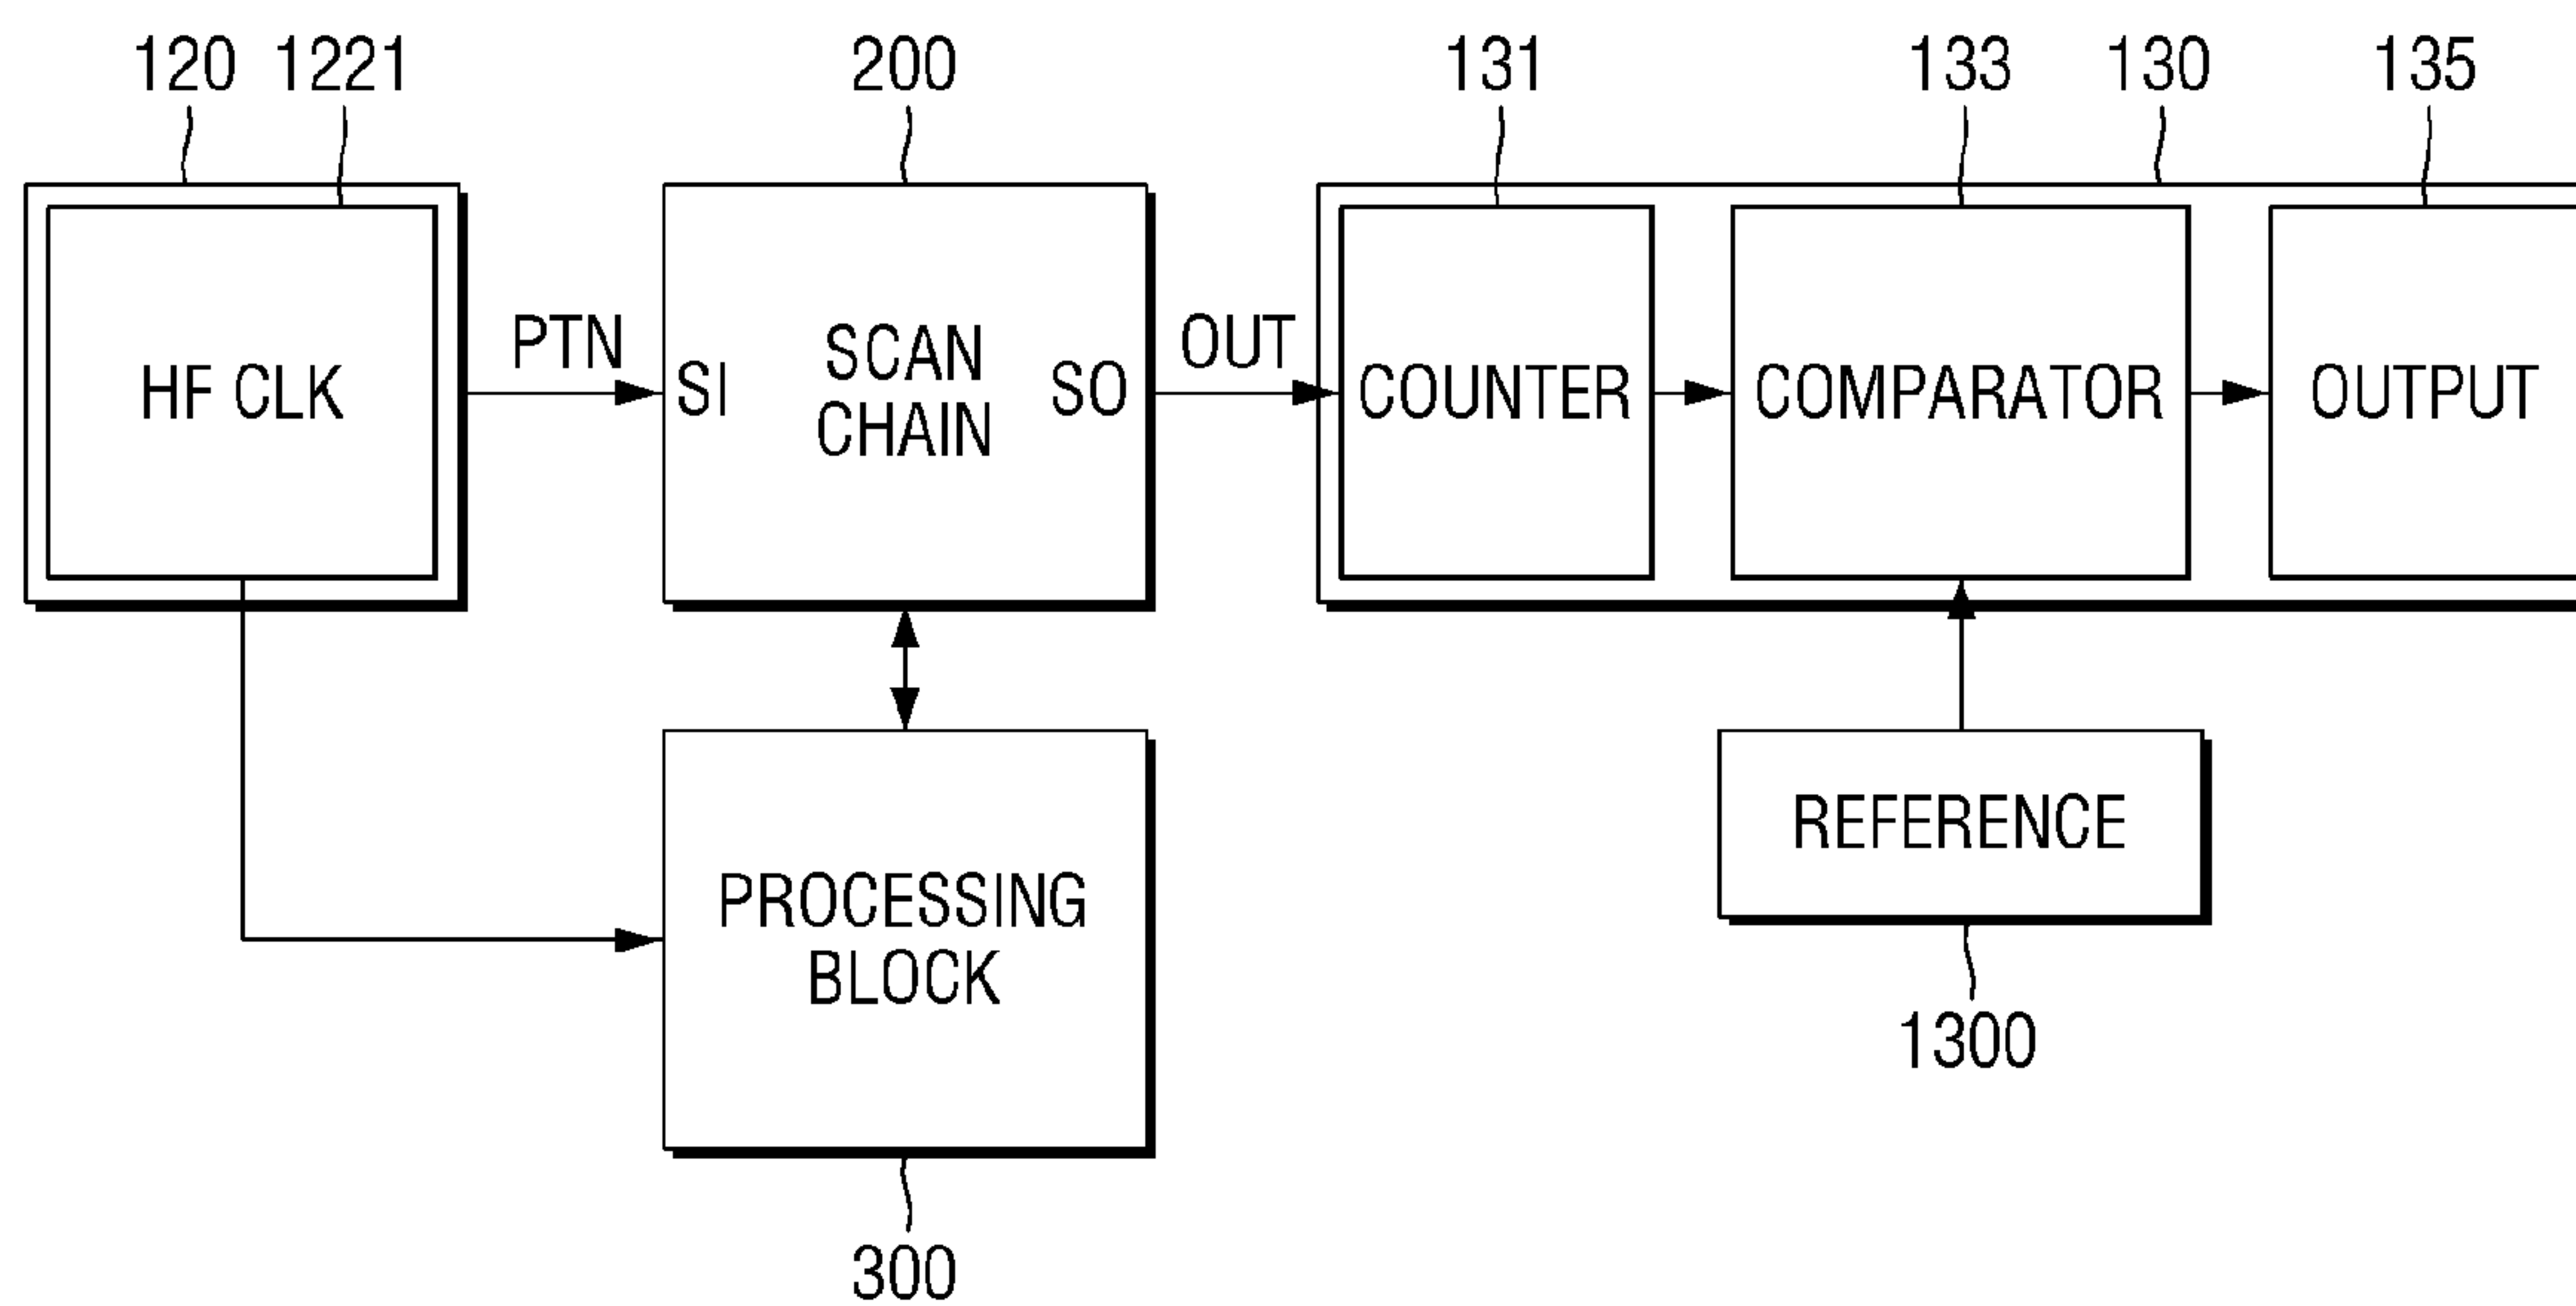 120 1221 200 131 133 130 135
HF CLK
PTN
SI
SCAN
CHAIN
SO
OUT
COUNTER
COMPARATOR
OUTPUT
PROCESSING
BLOCK
REFERENCE
1300
300